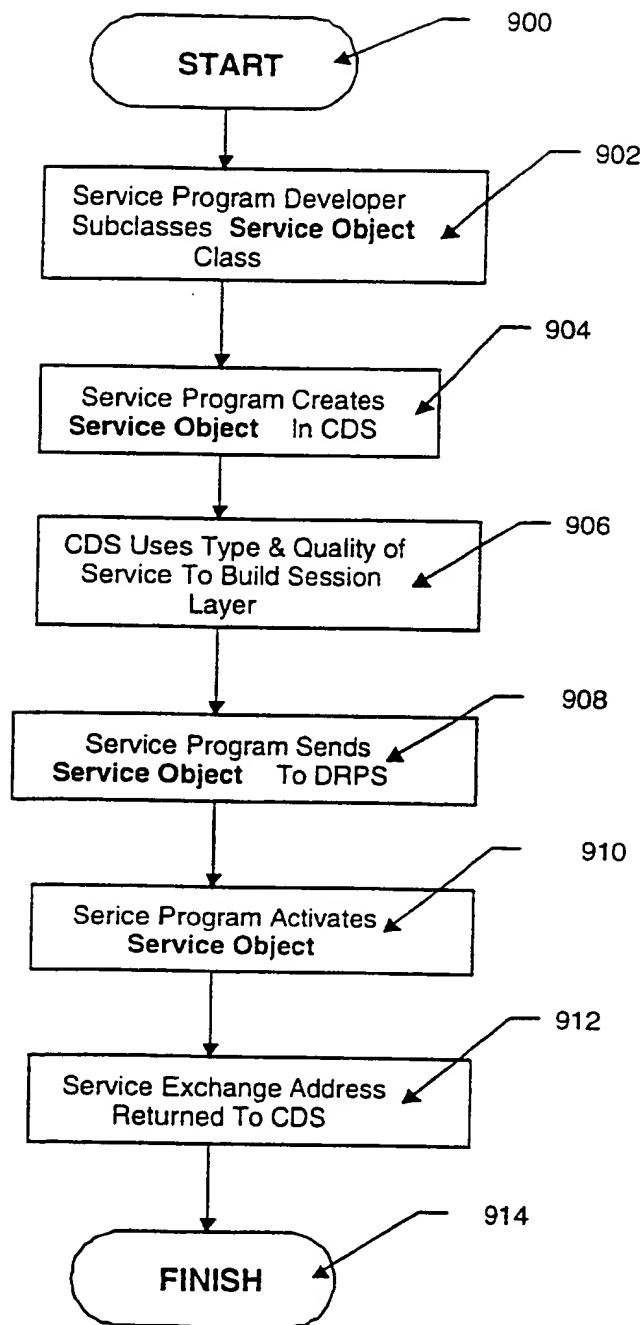 900
START
902
Service Program Developer
Subclasses Service Object
Class
904
Service Program Creates
Service Object In CDS
906
CDS Uses Type & Quality of
Service To Build Session
Layer
908
Service Program Sends
Service Object To DRPS
910
Serice Program Activates
Service Object
912
Service Exchange Address
Returned To CDS
914
FINISH